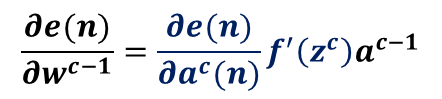 ∂e(n)/∂w^{c−1} = ∂e(n)/∂a^c(n) f′(z^c)a^{c−1}